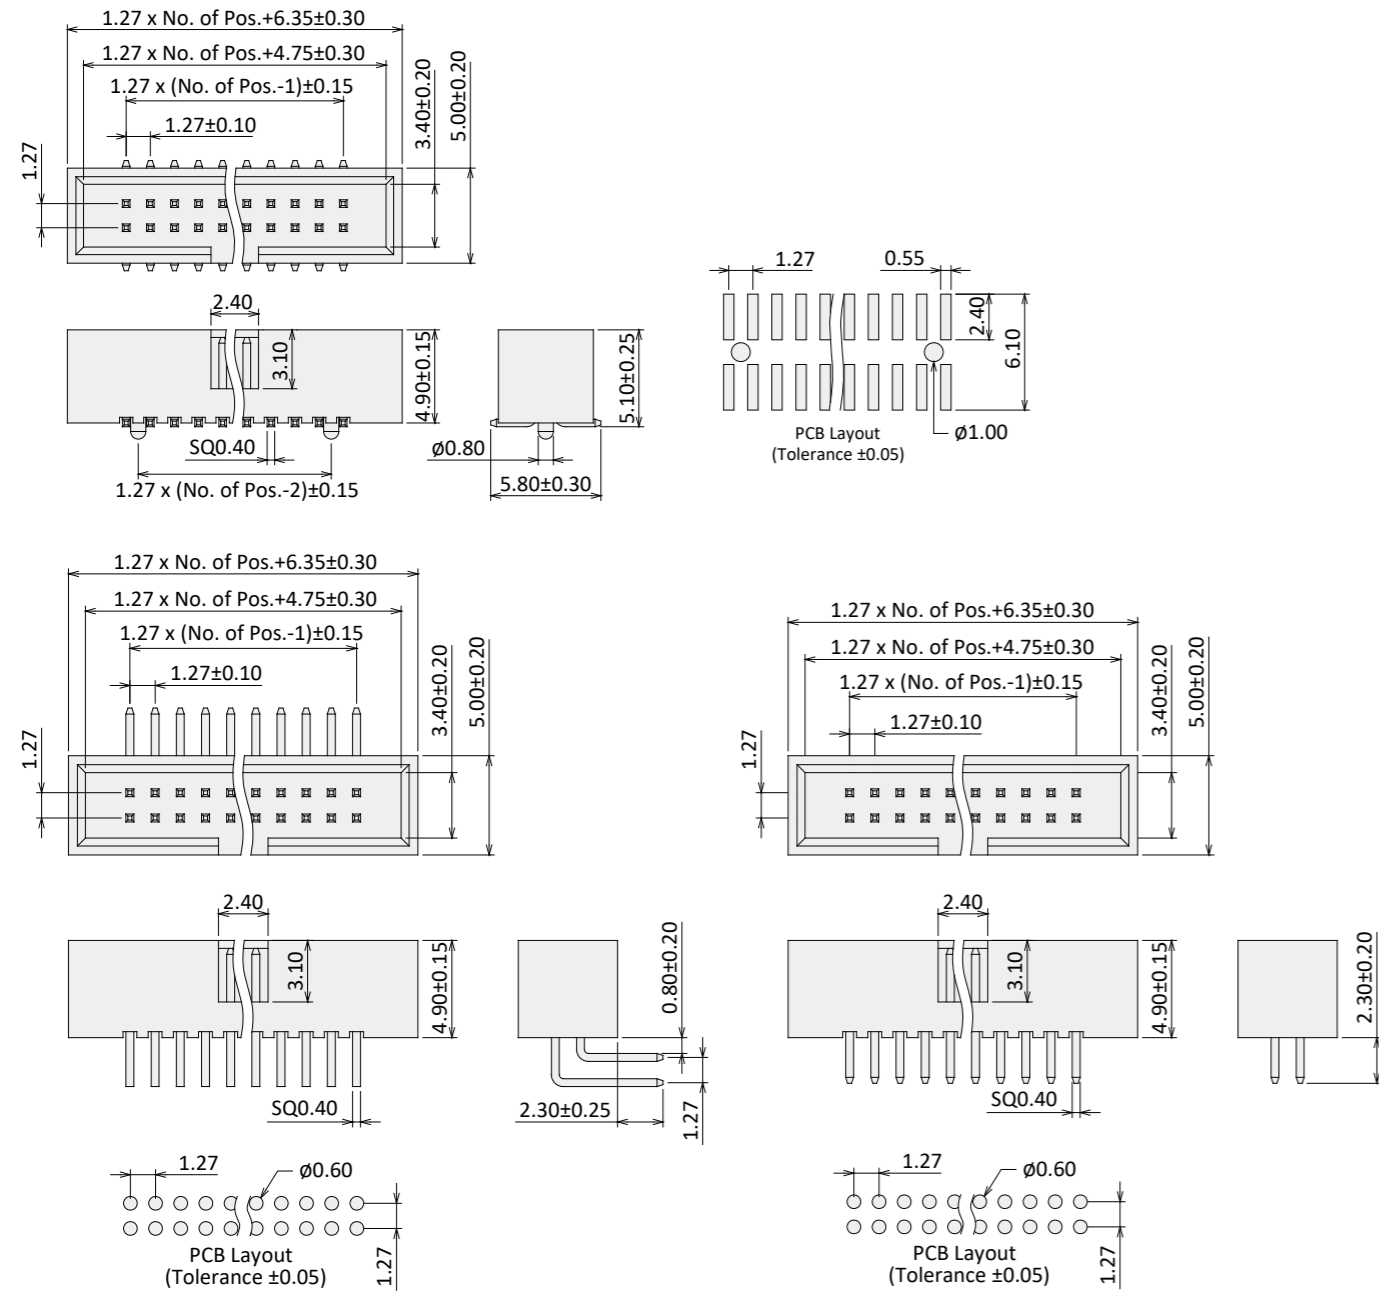 1.27 x No. of Pos.+6.35±0.30
1.27 x No. of Pos.+4.75±0.30
1.27 x (No. of Pos.-1)±0.15
1.27±0.10
1.27
3.40±0.20
5.00±0.20
2.40
3.10
4.90±0.15
SQ0.40
1.27 x (No. of Pos.-2)±0.15
5.10±0.25
ø0.80
5.80±0.30
1.27
0.55
2.40
6.10
ø1.00
PCB Layout
(Tolerance ±0.05)
1.27 x No. of Pos.+6.35±0.30
1.27 x No. of Pos.+4.75±0.30
1.27 x (No. of Pos.-1)±0.15
1.27±0.10
1.27
3.40±0.20
5.00±0.20
2.40
3.10
4.90±0.15
SQ0.40
0.80±0.20
2.30±0.25
1.27
1.27
ø0.60
1.27
PCB Layout
(Tolerance ±0.05)
1.27 x No. of Pos.+6.35±0.30
1.27 x No. of Pos.+4.75±0.30
1.27 x (No. of Pos.-1)±0.15
1.27±0.10
1.27
3.40±0.20
5.00±0.20
2.40
3.10
4.90±0.15
SQ0.40
2.30±0.20
1.27
ø0.60
1.27
PCB Layout
(Tolerance ±0.05)